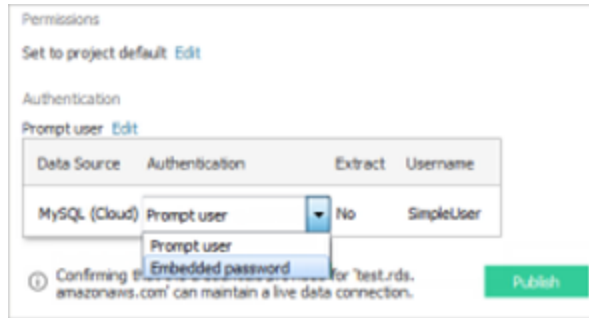 Permissions
Set to project default Edit
Authentication
Prompt user Edit
Data Source Authentication Extract Username
MySQL (Cloud) Prompt user No SimpleUser
Prompt user
Embedded password
Confirming t for 'test.rds.
amazonaws.com' can maintain a live data connection.
Publish